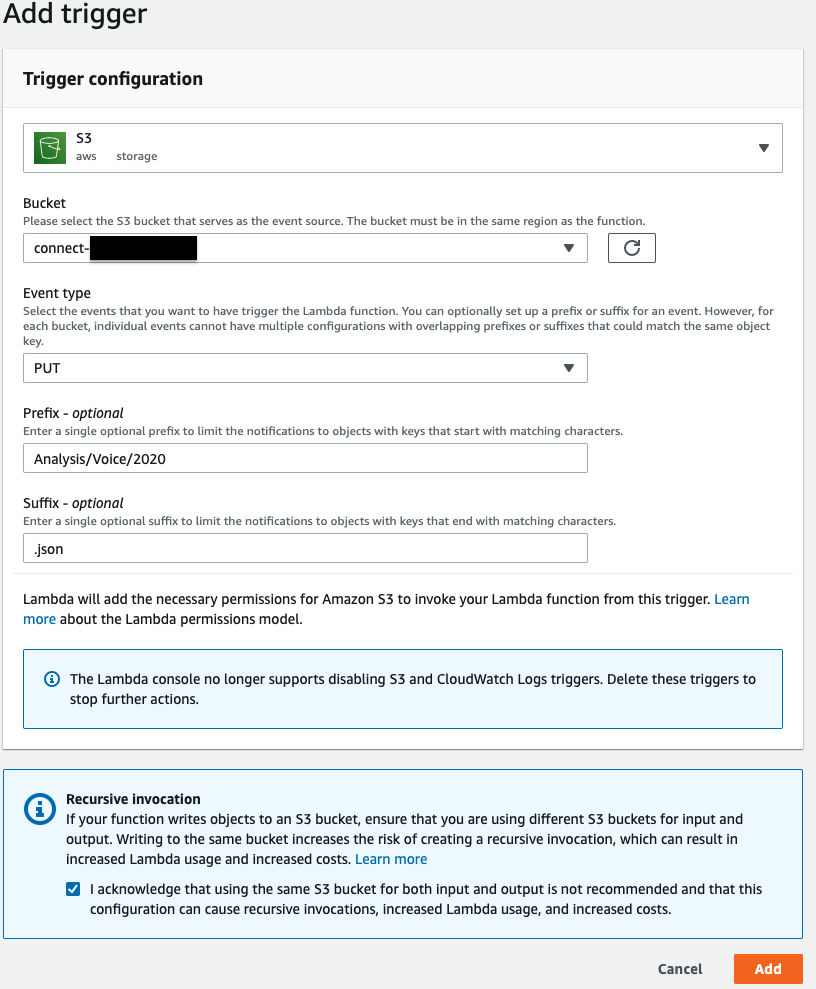 Add trigger
Trigger configuration
S3
aws storage
Bucket
Please select the S3 bucket that serves as the event source. The bucket must be in the same region as the function.
connect-
Event type
Select the events that you want to have trigger the Lambda function. You can optionally set up a prefix or suffix for an event. However, for
each bucket, individual events cannot have multiple configurations with overlapping prefixes or suffixes that could match the same object
key.
PUT
Prefix - optional
Enter a single optional prefix to limit the notifications to objects with keys that start with matching characters.
Analysis/Voice/2020
Suffix - optional
Enter a single optional suffix to limit the notifications to objects with keys that end with matching characters.
.json
Lambda will add the necessary permissions for Amazon S3 to invoke your Lambda function from this trigger. Learn
more about the Lambda permissions model.
The Lambda console no longer supports disabling S3 and CloudWatch Logs triggers. Delete these triggers to
stop further actions.
Recursive invocation
If your function writes objects to an S3 bucket, ensure that you are using different S3 buckets for input and
output. Writing to the same bucket increases the risk of creating a recursive invocation, which can result in
increased Lambda usage and increased costs. Learn more
I acknowledge that using the same S3 bucket for both input and output is not recommended and that this
configuration can cause recursive invocations, increased Lambda usage, and increased costs.
Cancel
Add